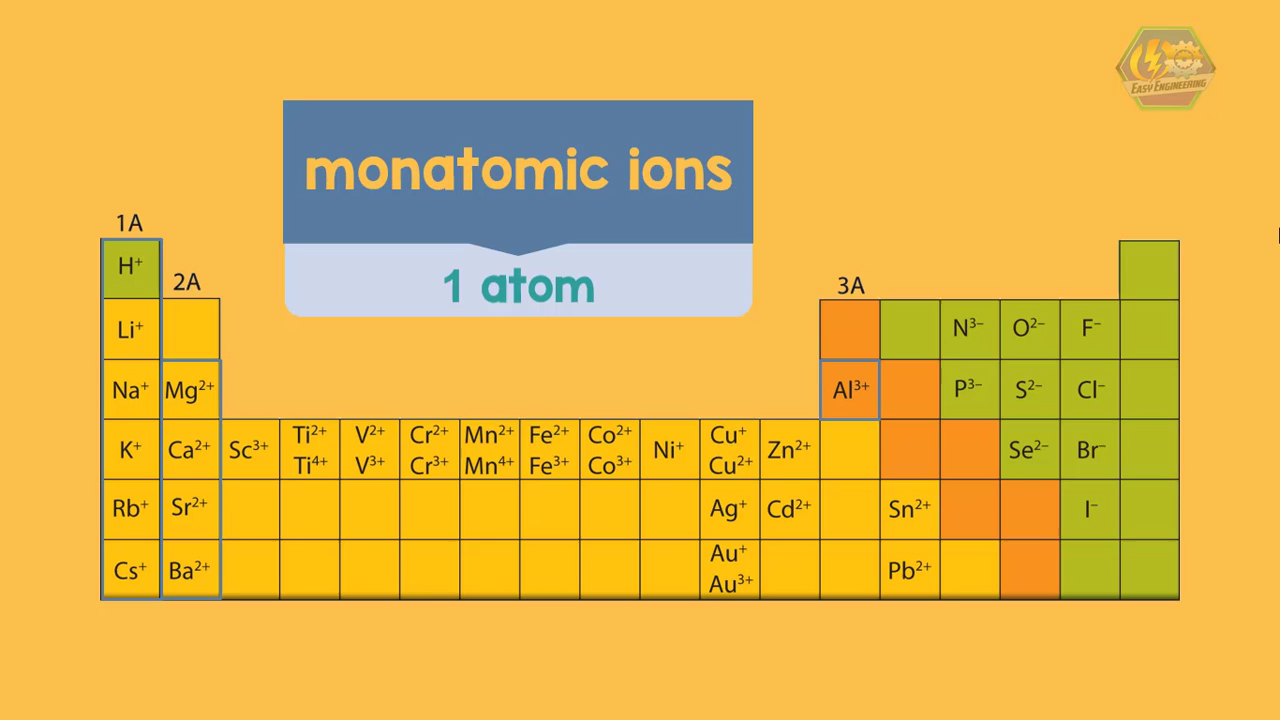 EASY ENGINEERING
monatomic ions
1 atom
1A
2A
3A
H⁺
Li⁺ N³⁻ O²⁻ F⁻
Na⁺ Mg²⁺ Al³⁺ P³⁻ S²⁻ Cl⁻
K⁺ Ca²⁺ Sc³⁺ Ti²⁺ V²⁺ Cr²⁺ Mn²⁺ Fe²⁺ Co²⁺ Ni⁺ Cu⁺ Zn²⁺ Se²⁻ Br⁻
Ti⁴⁺ V³⁺ Cr³⁺ Mn⁴⁺ Fe³⁺ Co³⁺ Cu²⁺
Rb⁺ Sr²⁺ Ag⁺ Cd²⁺ Sn²⁺ I⁻
Cs⁺ Ba²⁺ Au⁺ Pb²⁺
Au³⁺